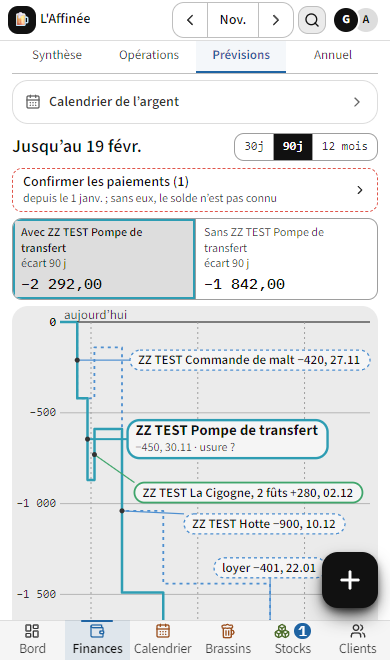 L'Affinée
Nov.
G
A
Synthèse
Opérations
Prévisions
Annuel
Calendrier de l'argent
Jusqu'au 19 févr.
30j
90j
12 mois
Confirmer les paiements (1)
depuis le 1 janv. ; sans eux, le solde n'est pas connu
Avec ZZ TEST Pompe de
transfert
écart 90 j
−2 292,00
Sans ZZ TEST Pompe de
transfert
écart 90 j
−1 842,00
aujourd'hui
0
ZZ TEST Commande de malt −420, 27.11
−500
ZZ TEST Pompe de transfert
−450, 30.11 · usure ?
ZZ TEST La Cigogne, 2 fûts +280, 02.12
−1 000
ZZ TEST Hotte −900, 10.12
loyer −401, 22.01
−1 500
Bord
Finances
Calendrier
Brassins
1
Stocks
Clients